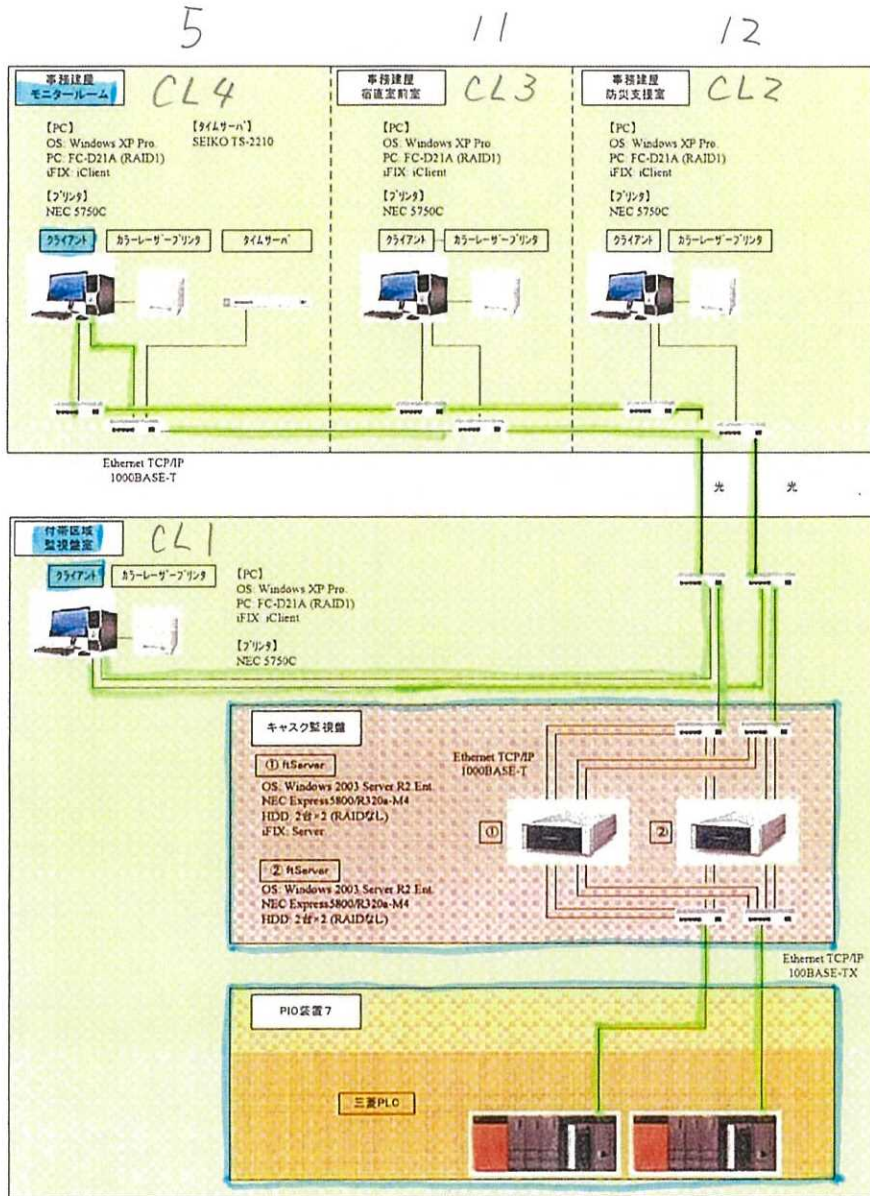 5
11
12
事務建屋
モニタールーム
CL4
【PC】
OS: Windows XP Pro.
PC: FC-D21A (RAID1)
iFIX: iClient
【ﾀｲﾑｻｰﾊﾞ】
SEIKO TS-2210
【ﾌﾟﾘﾝﾀ】
NEC 5750C
ｸﾗｲｱﾝﾄ
ｶﾗｰﾚｰｻﾞｰﾌﾟﾘﾝﾀ
ﾀｲﾑｻｰﾊﾞ
事務建屋
宿直室前室
CL3
【PC】
OS: Windows XP Pro.
PC: FC-D21A (RAID1)
iFIX: iClient
【ﾌﾟﾘﾝﾀ】
NEC 5750C
ｸﾗｲｱﾝﾄ
ｶﾗｰﾚｰｻﾞｰﾌﾟﾘﾝﾀ
事務建屋
防災支援室
CL2
【PC】
OS: Windows XP Pro.
PC: FC-D21A (RAID1)
iFIX: iClient
【ﾌﾟﾘﾝﾀ】
NEC 5750C
ｸﾗｲｱﾝﾄ
ｶﾗｰﾚｰｻﾞｰﾌﾟﾘﾝﾀ
Ethernet TCP/IP
1000BASE-T
光
光
付帯区域
監視盤室
CL1
ｸﾗｲｱﾝﾄ
ｶﾗｰﾚｰｻﾞｰﾌﾟﾘﾝﾀ
【PC】
OS: Windows XP Pro.
PC: FC-D21A (RAID1)
iFIX: iClient
【ﾌﾟﾘﾝﾀ】
NEC 5750C
キャスク監視盤
① ftServer
OS: Windows 2003 Server R2 Ent.
NEC Express5800/R320a-M4
HDD: 2台×2 (RAIDなし)
iFIX: Server
② ftServer
OS: Windows 2003 Server R2 Ent.
NEC Express5800/R320a-M4
HDD: 2台×2 (RAIDなし)
Ethernet TCP/IP
1000BASE-T
①
②
Ethernet TCP/IP
100BASE-TX
PIO装置7
三菱PLC